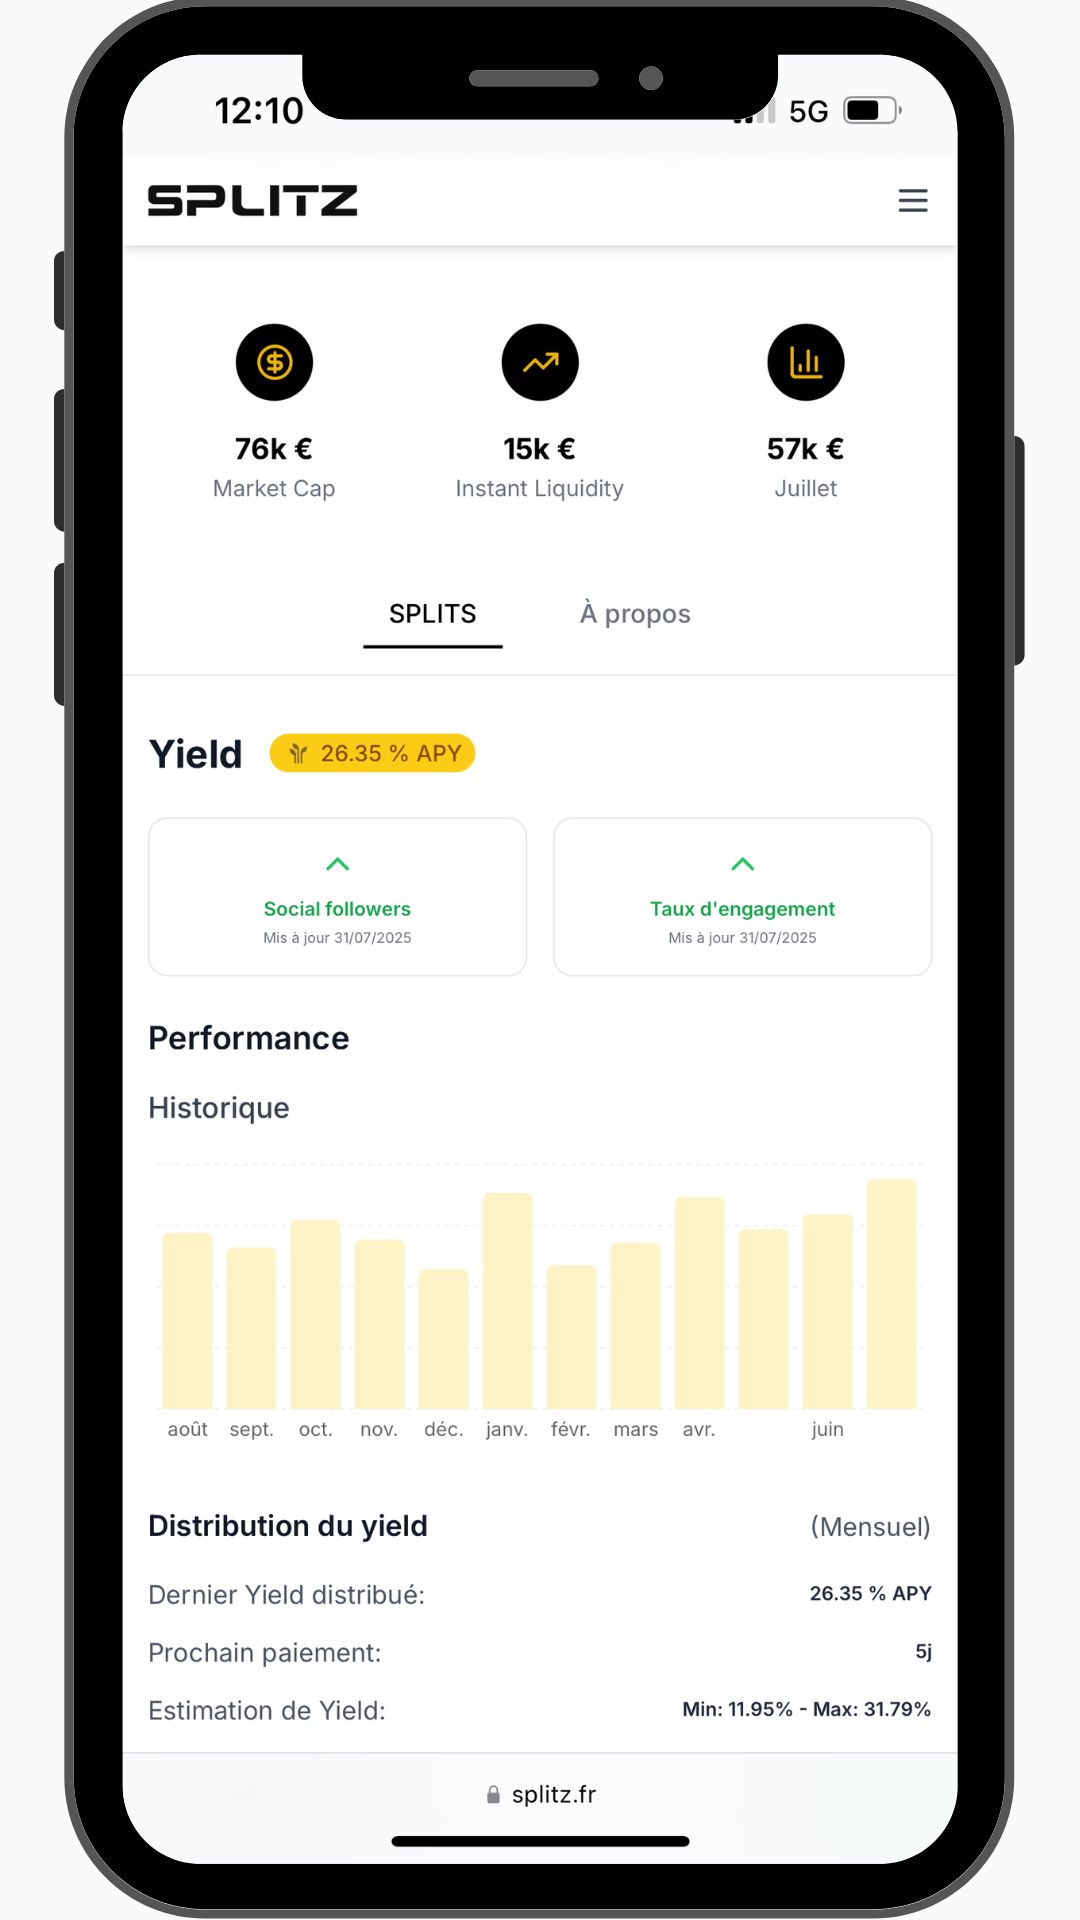 12:10 5G
SPLITZ
76k € 15k € 57k €
Market Cap Instant Liquidity Juillet
SPLITS À propos
Yield 26.35 % APY
Social followers Taux d'engagement
Mis à jour 31/07/2025 Mis à jour 31/07/2025
Performance
Historique
août sept. oct. nov. déc. janv. févr. mars avr. juin
Distribution du yield (Mensuel)
Dernier Yield distribué: 26.35 % APY
Prochain paiement: 5j
Estimation de Yield: Min: 11.95% - Max: 31.79%
splitz.fr